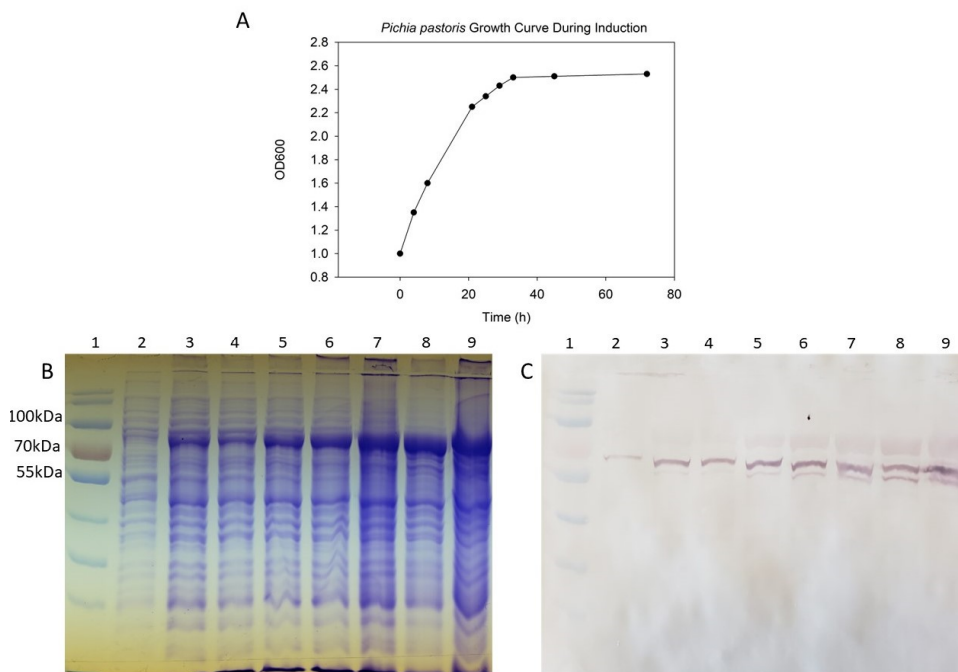 A
Pichia pastoris Growth Curve During Induction
2.8
2.6
2.4
2.2
2.0
1.8
1.6
1.4
1.2
1.0
0.8
OD600
0 20 40 60 80
Time (h)
1 2 3 4 5 6 7 8 9
B
100kDa
70kDa
55kDa
1 2 3 4 5 6 7 8 9
C